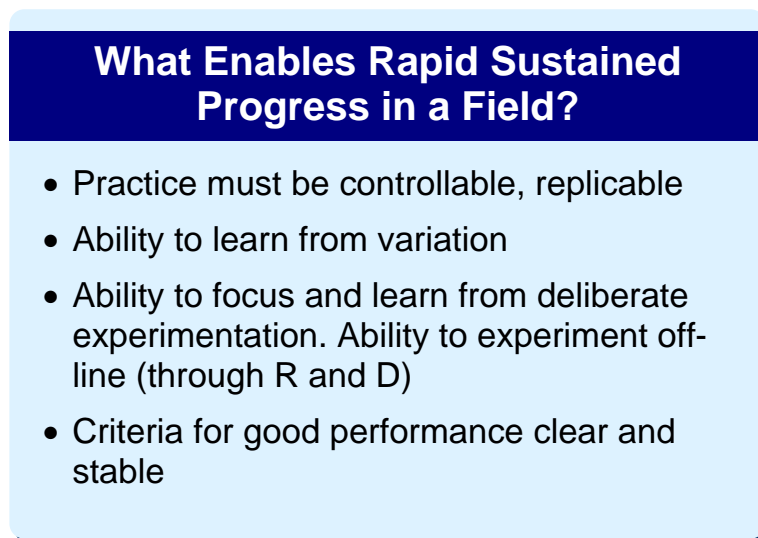 What Enables Rapid Sustained
Progress in a Field?
• Practice must be controllable, replicable
• Ability to learn from variation
• Ability to focus and learn from deliberate
experimentation. Ability to experiment off-
line (through R and D)
• Criteria for good performance clear and
stable